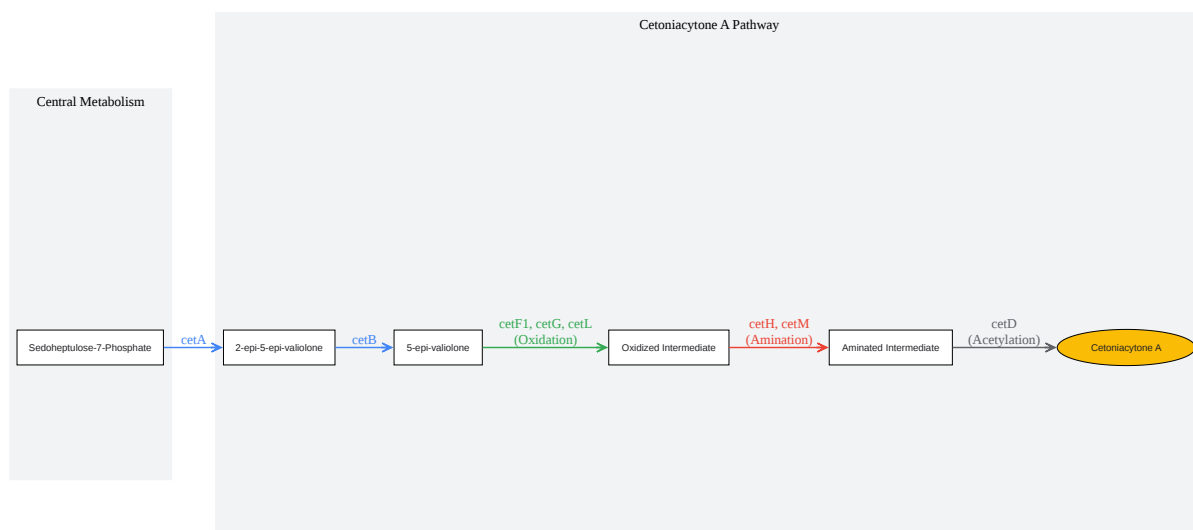 Cetoniacytone A Pathway
Central Metabolism
Sedoheptulose-7-Phosphate
cetA
2-epi-5-epi-valiolone
cetB
5-epi-valiolone
cetF1, cetG, cetL
(Oxidation)
Oxidized Intermediate
cetH, cetM
(Amination)
Aminated Intermediate
cetD
(Acetylation)
Cetoniacytone A